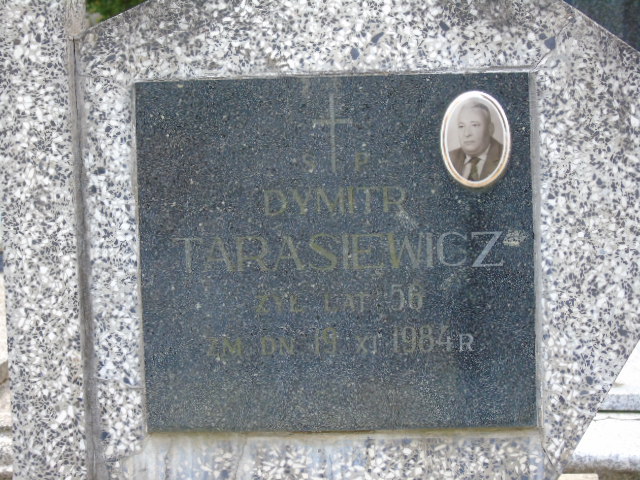 Ś P
DYMITR
TARASIEWICZ
ŻYŁ LAT 56
ZM DN 19 XI 1984 R